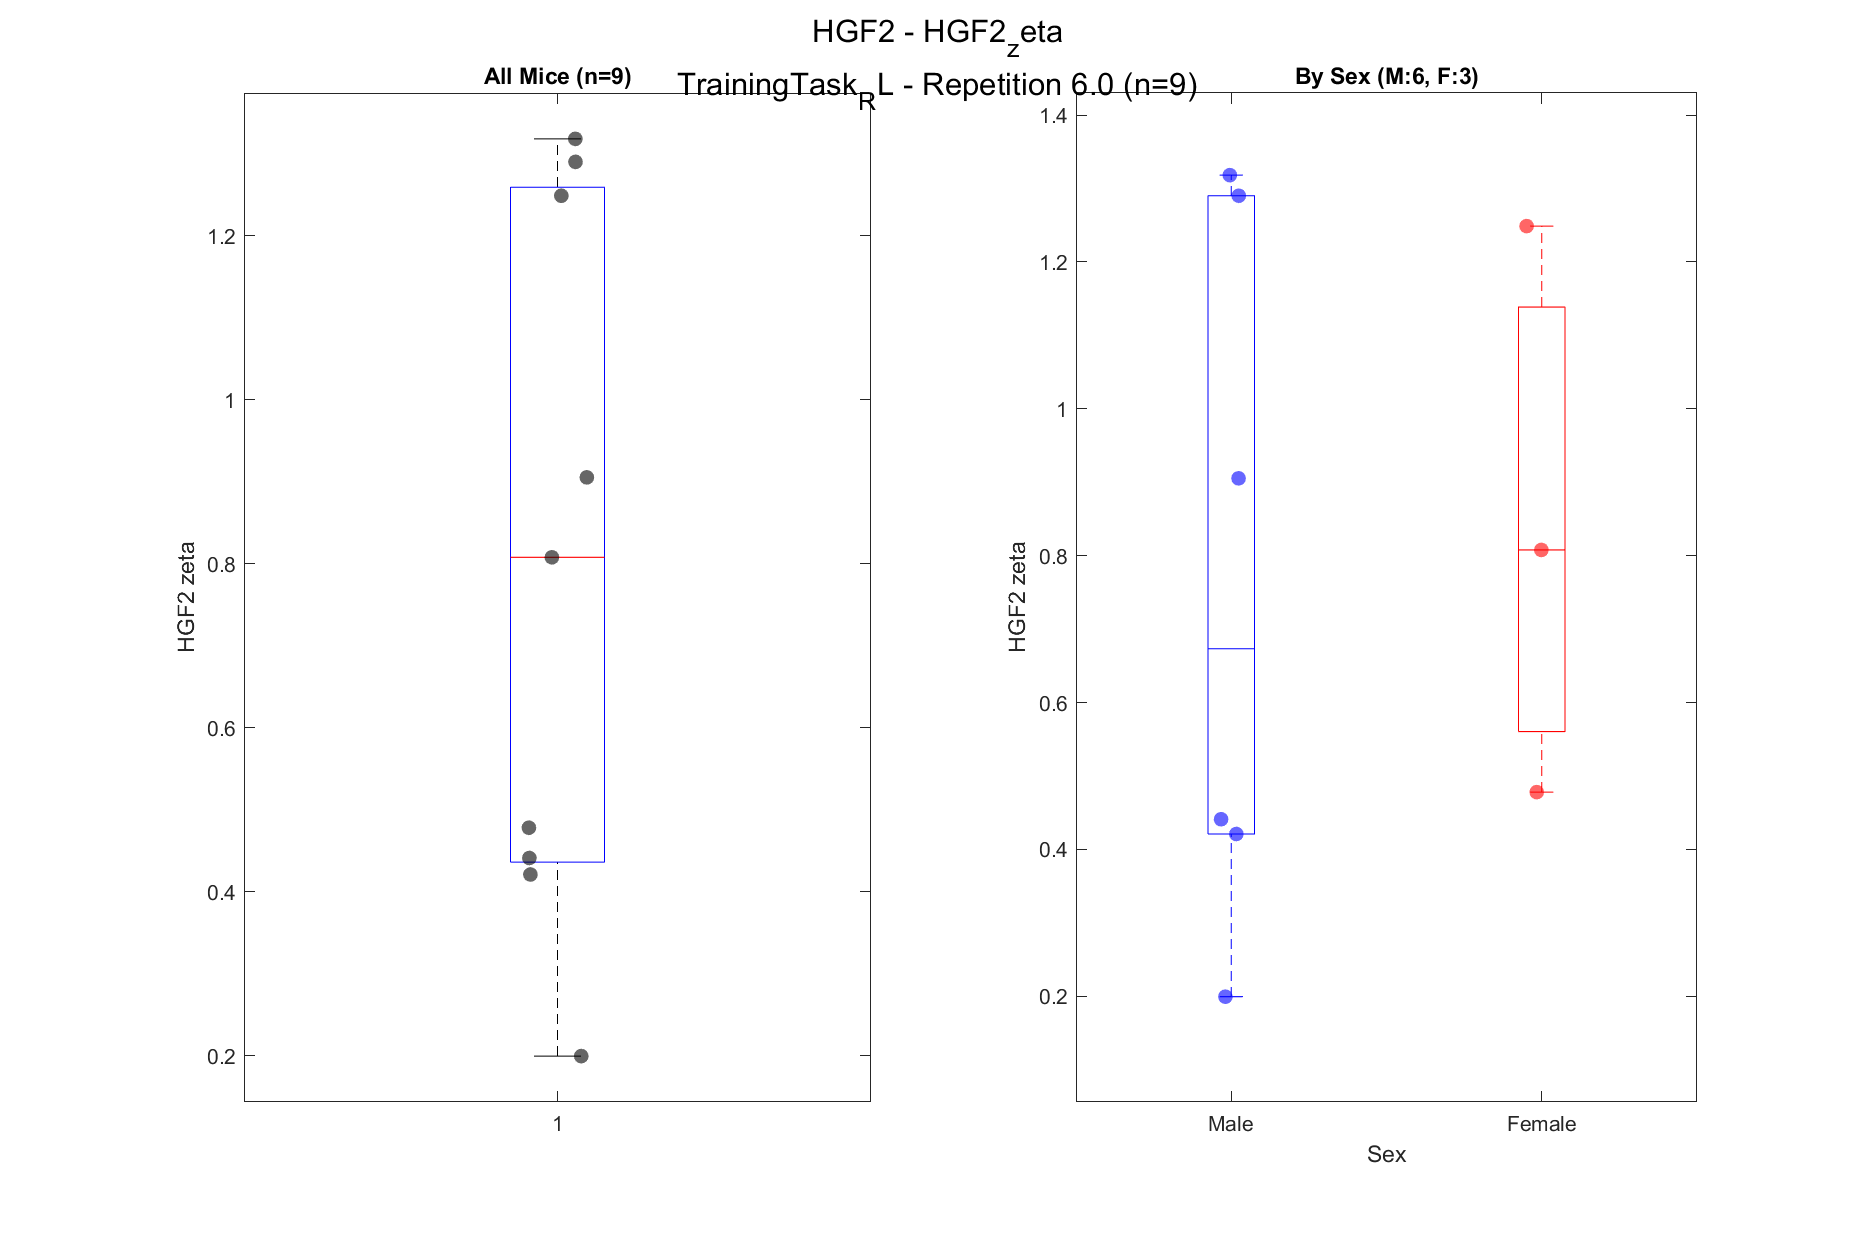 HGF2 - HGF2_zeta
TrainingTask_RL - Repetition 6.0 (n=9)
All Mice (n=9)
HGF2 zeta
1.2
1
0.8
0.6
0.4
0.2
1
By Sex (M:6, F:3)
HGF2 zeta
1.4
1.2
1
0.8
0.6
0.4
0.2
Male Female
Sex